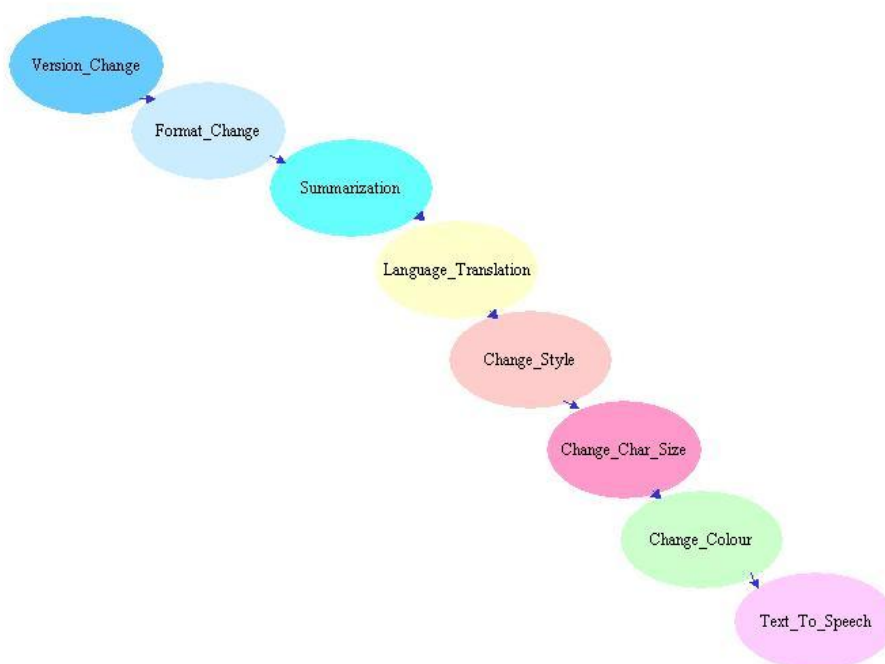 Version_Change
Format_Change
Summarization
Language_Translation
Change_Style
Change_Char_Size
Change_Colour
Text_To_Speech